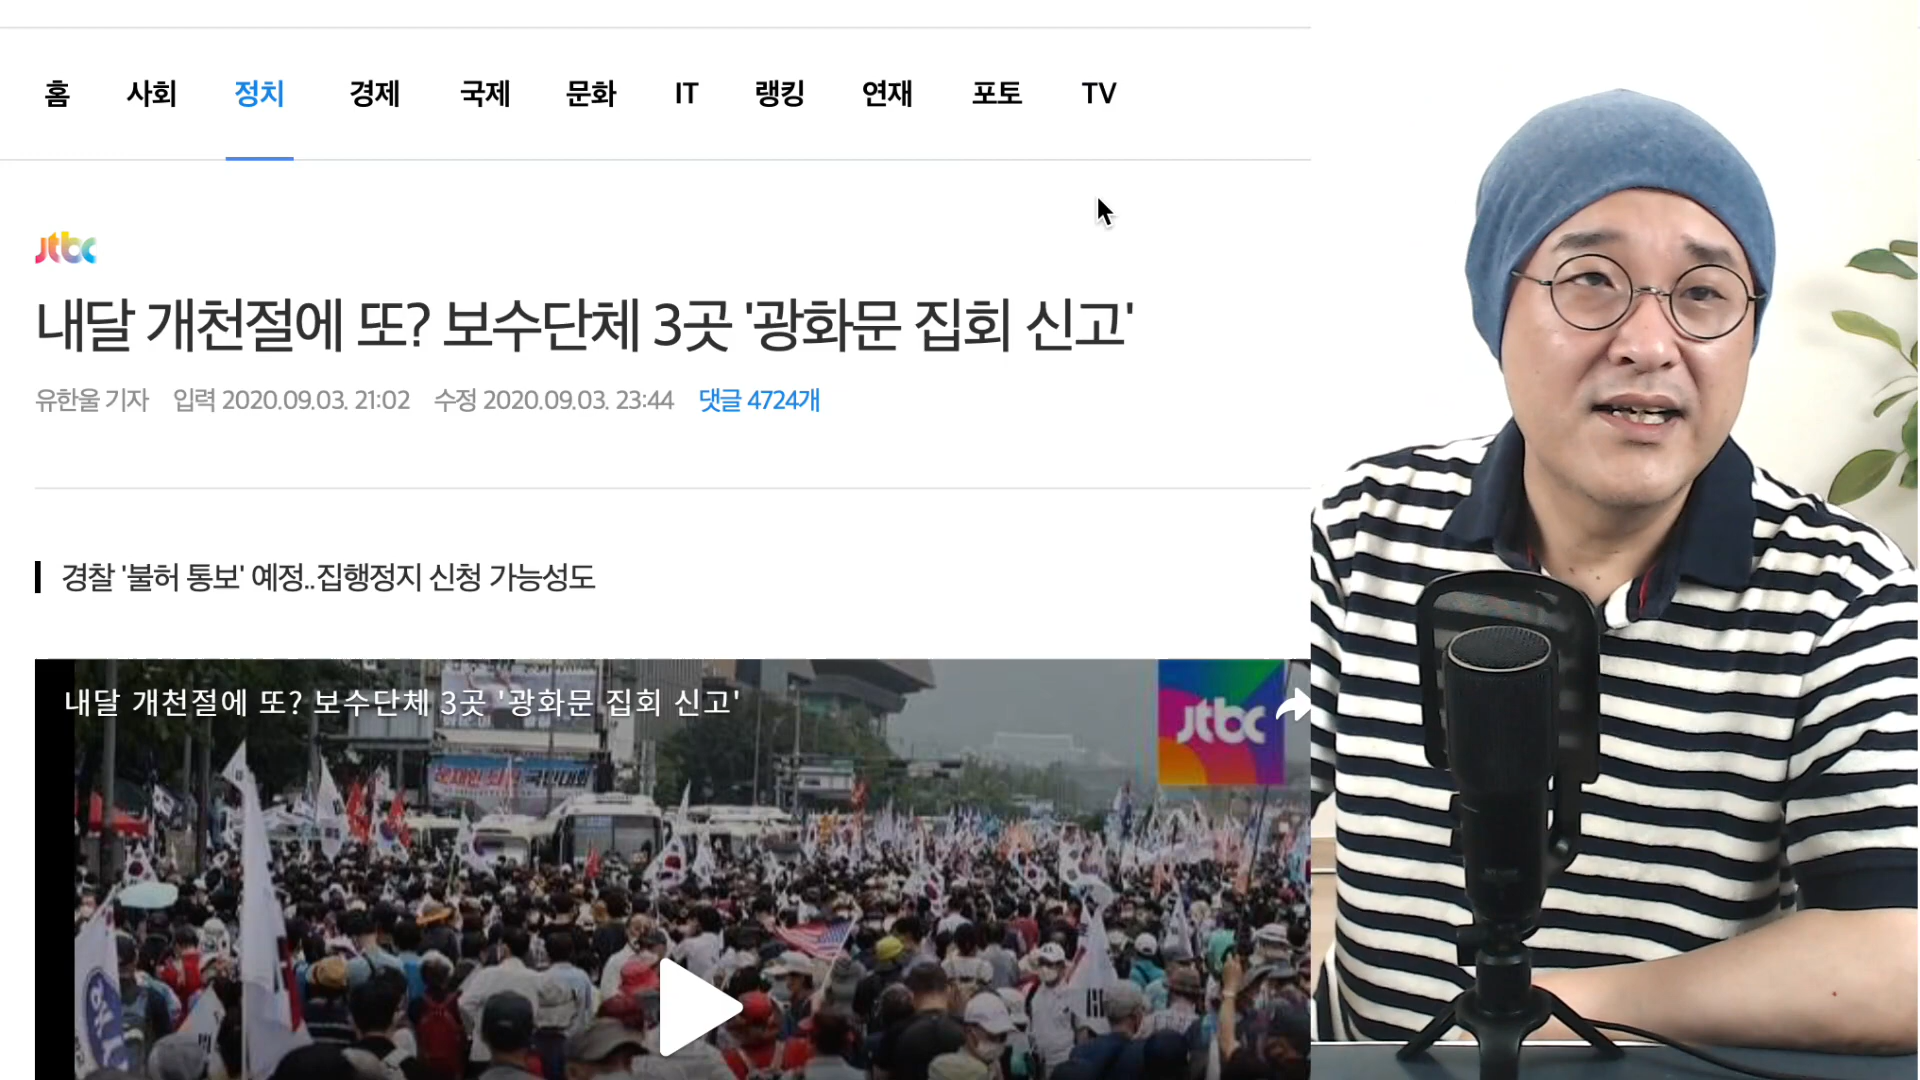 홈 사회 정치 경제 국제 문화 IT 랭킹 연재 포토 TV
jtbc
내달 개천절에 또? 보수단체 3곳 '광화문 집회 신고'
유한울 기자 입력 2020.09.03. 21:02 수정 2020.09.03. 23:44 댓글 4724개
경찰 '불허 통보' 예정..집행정지 신청 가능성도
내달 개천절에 또? 보수단체 3곳 '광화문 집회 신고'
jtbc
국민대회